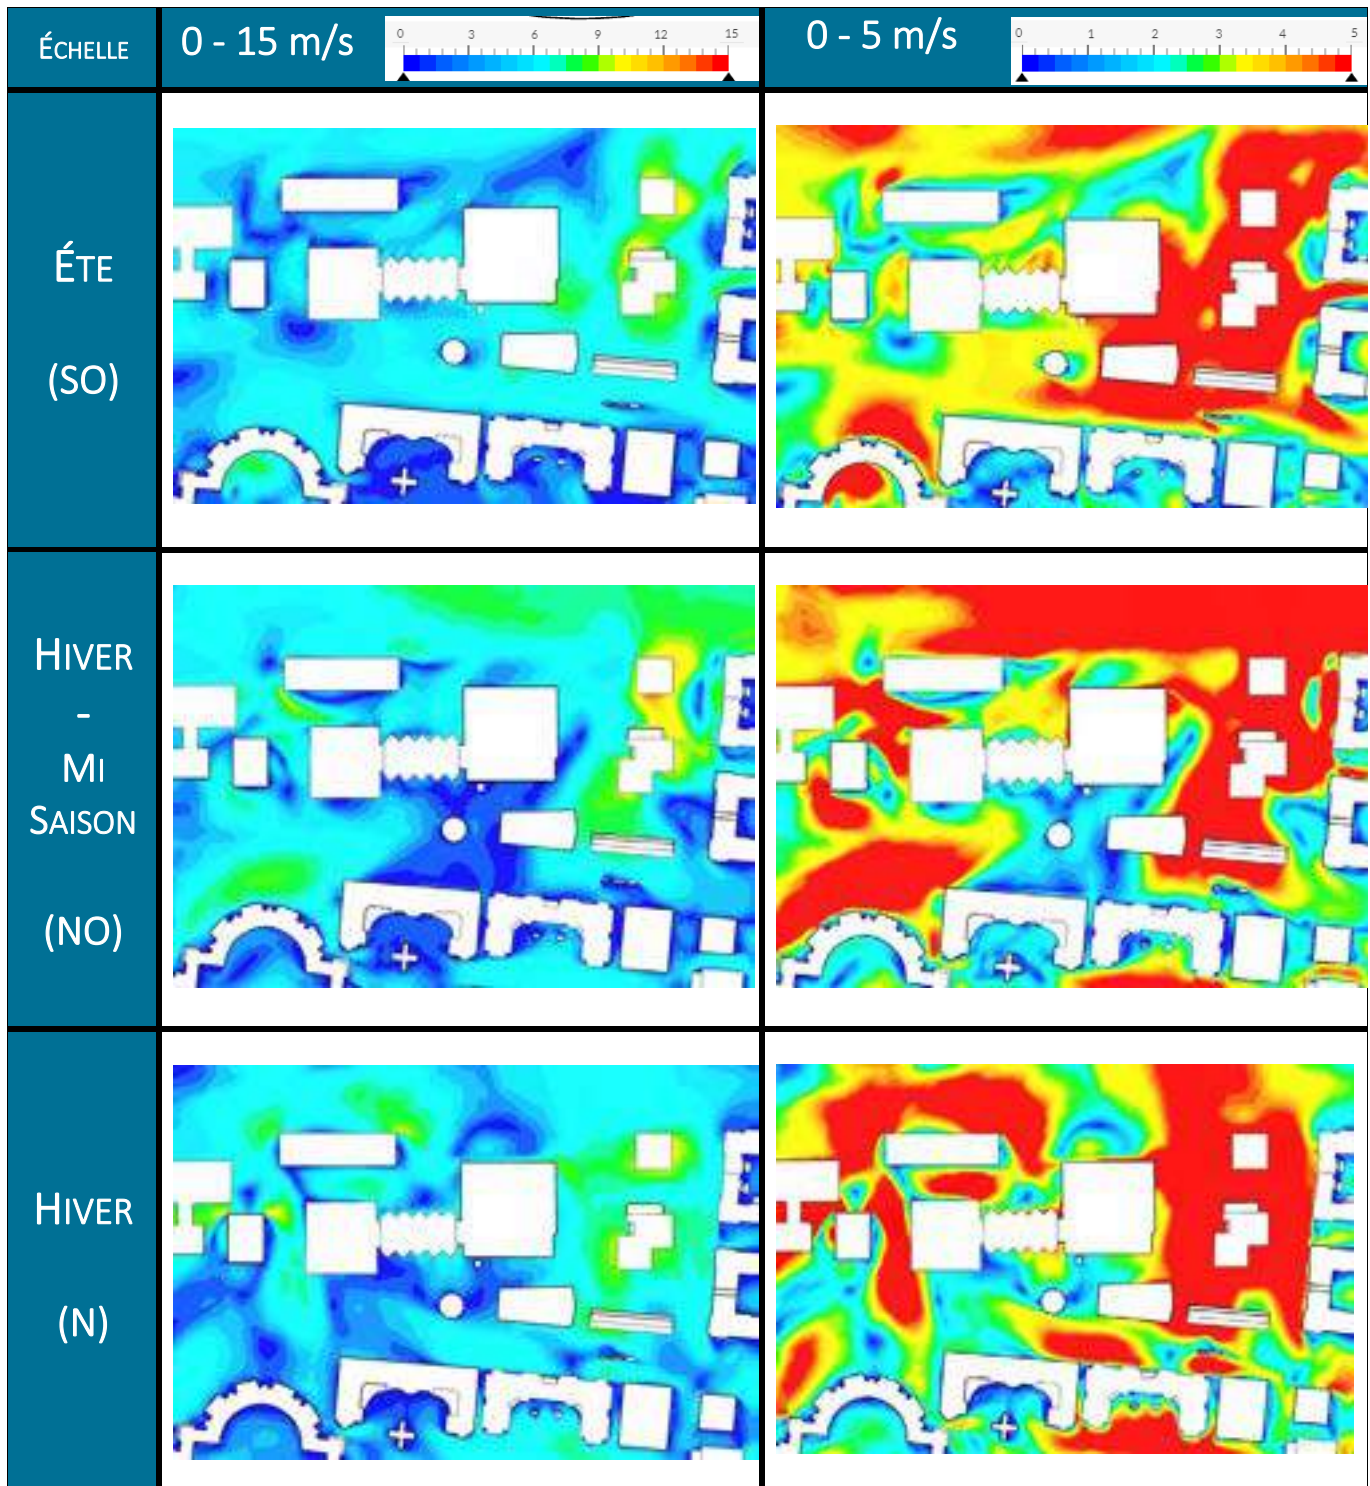 ÉCHELLE
0 - 15 m/s
0 3 6 9 12 15
0 - 5 m/s
0 1 2 3 4 5
ÉTE
(SO)
HIVER
-
MI
SAISON
(NO)
HIVER
(N)